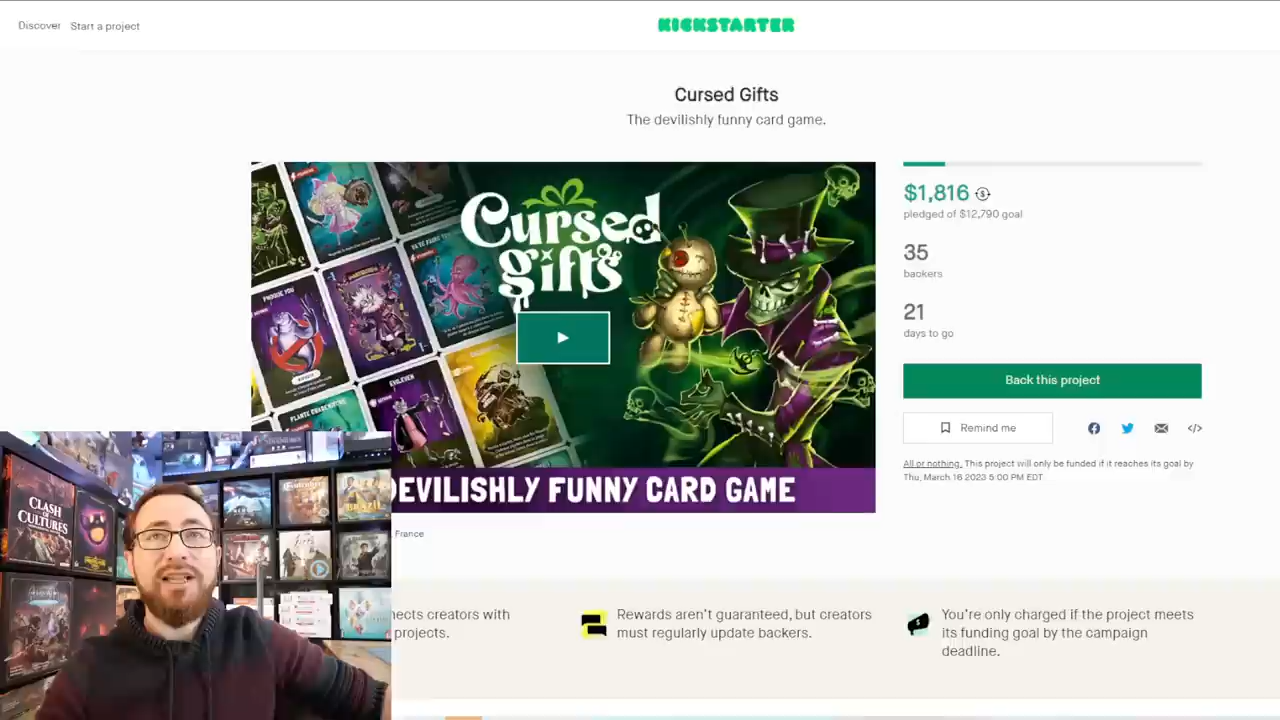 Discover Start a project
KICKSTARTER
Cursed Gifts
The devilishly funny card game.
Cursed
gifts
PHOQUE YOU
EVILEVEN
DEVILISHLY FUNNY CARD GAME
$1,816
pledged of $12,790 goal
35
backers
21
days to go
Back this project
Remind me
All or nothing. This project will only be funded if it reaches its goal by
Thu, March 16 2023 5:00 PM EDT
France
nects creators with
projects.
Rewards aren't guaranteed, but creators
must regularly update backers.
You're only charged if the project meets
its funding goal by the campaign
deadline.
CLASH
OF
CULTURES
BRAZIL